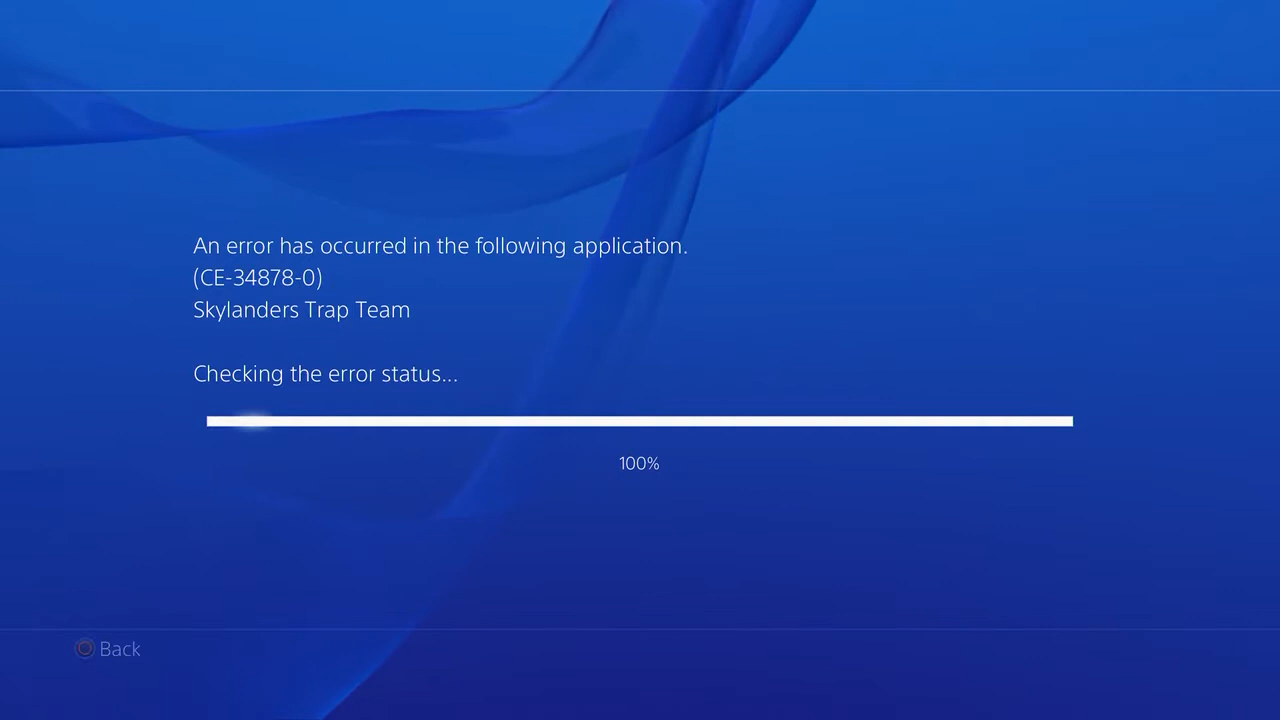 An error has occurred in the following application.
(CE-34878-0)
Skylanders Trap Team
Checking the error status...
100%
Back